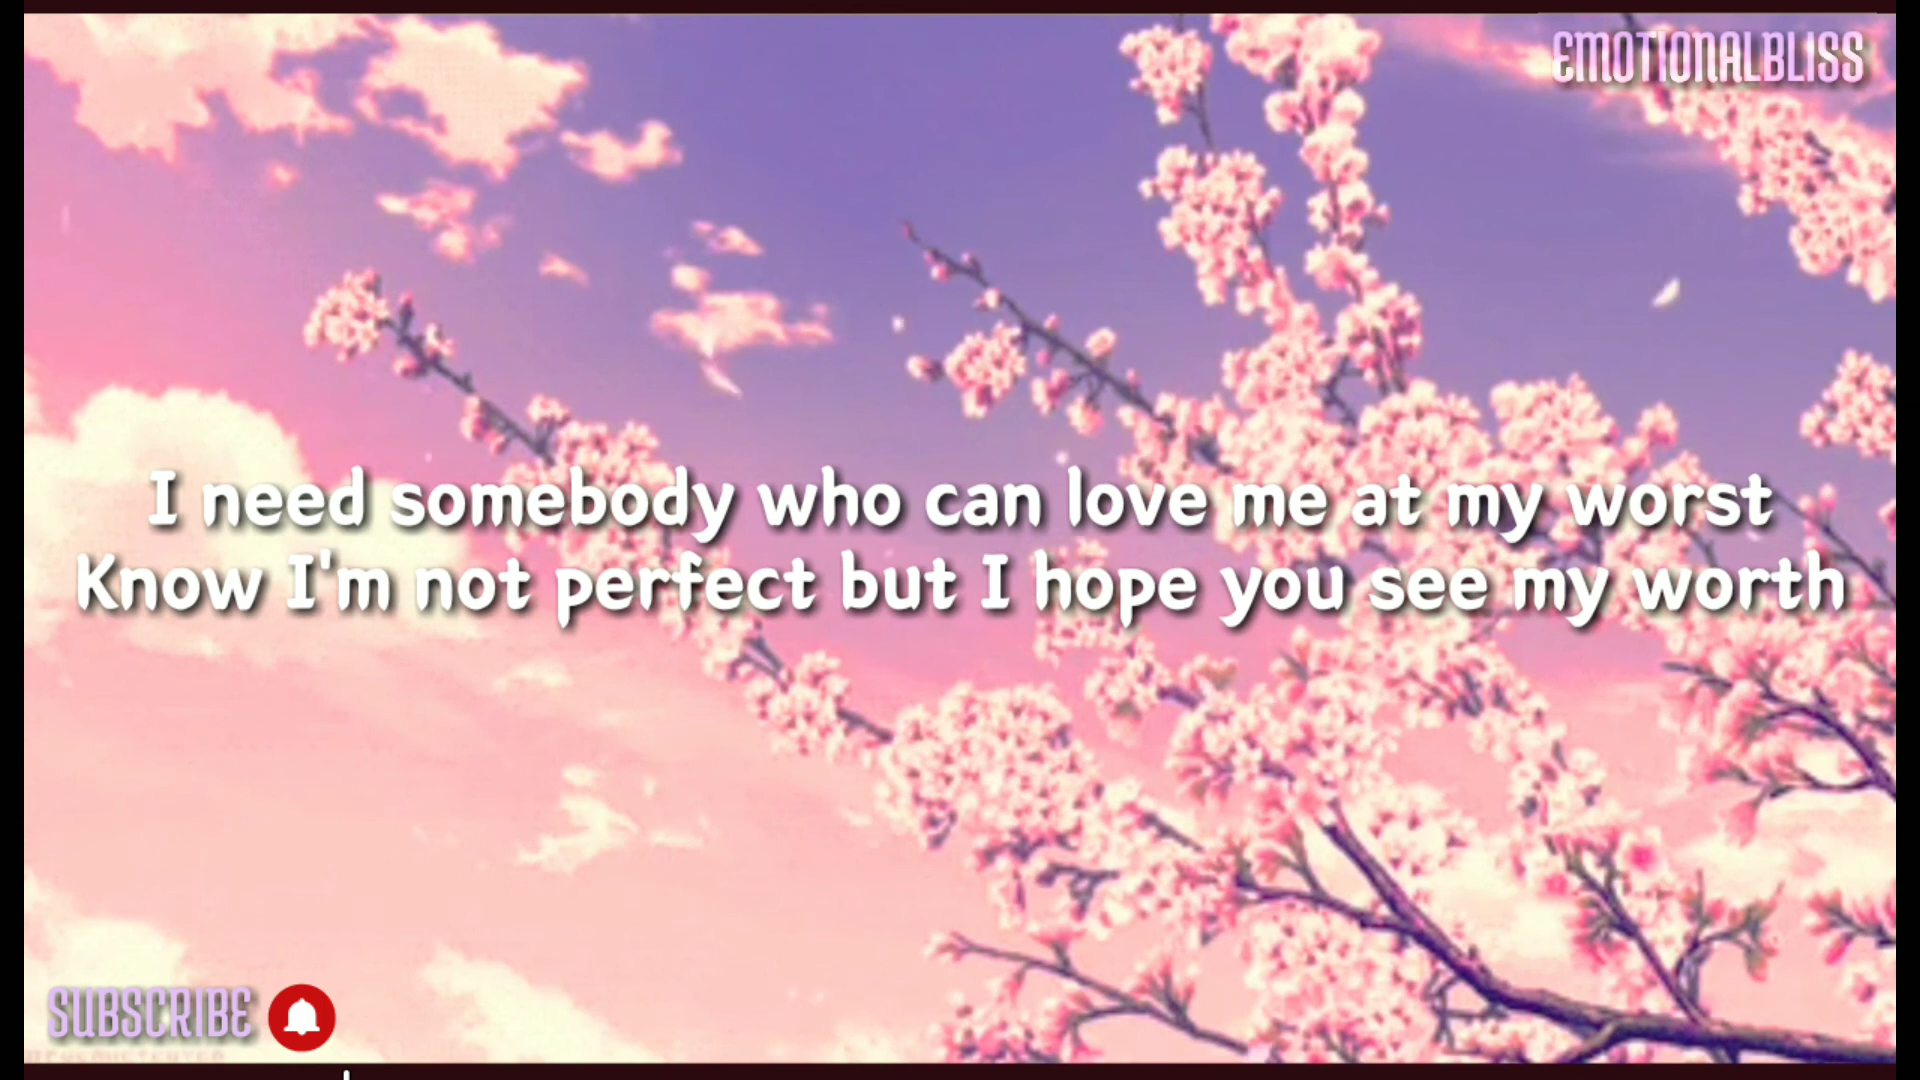 EMOTIONALBLISS
I need somebody who can love me at my worst
Know I'm not perfect but I hope you see my worth
SUBSCRIBE